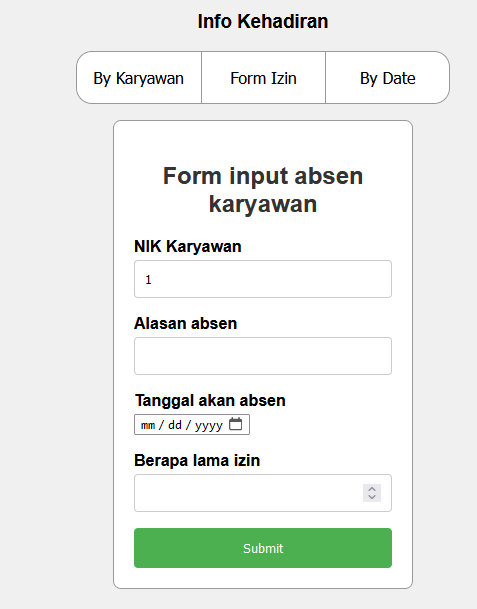 Info Kehadiran
By Karyawan Form Izin By Date
Form input absen
karyawan
NIK Karyawan
1
Alasan absen
Tanggal akan absen
mm / dd / yyyy
Berapa lama izin
Submit